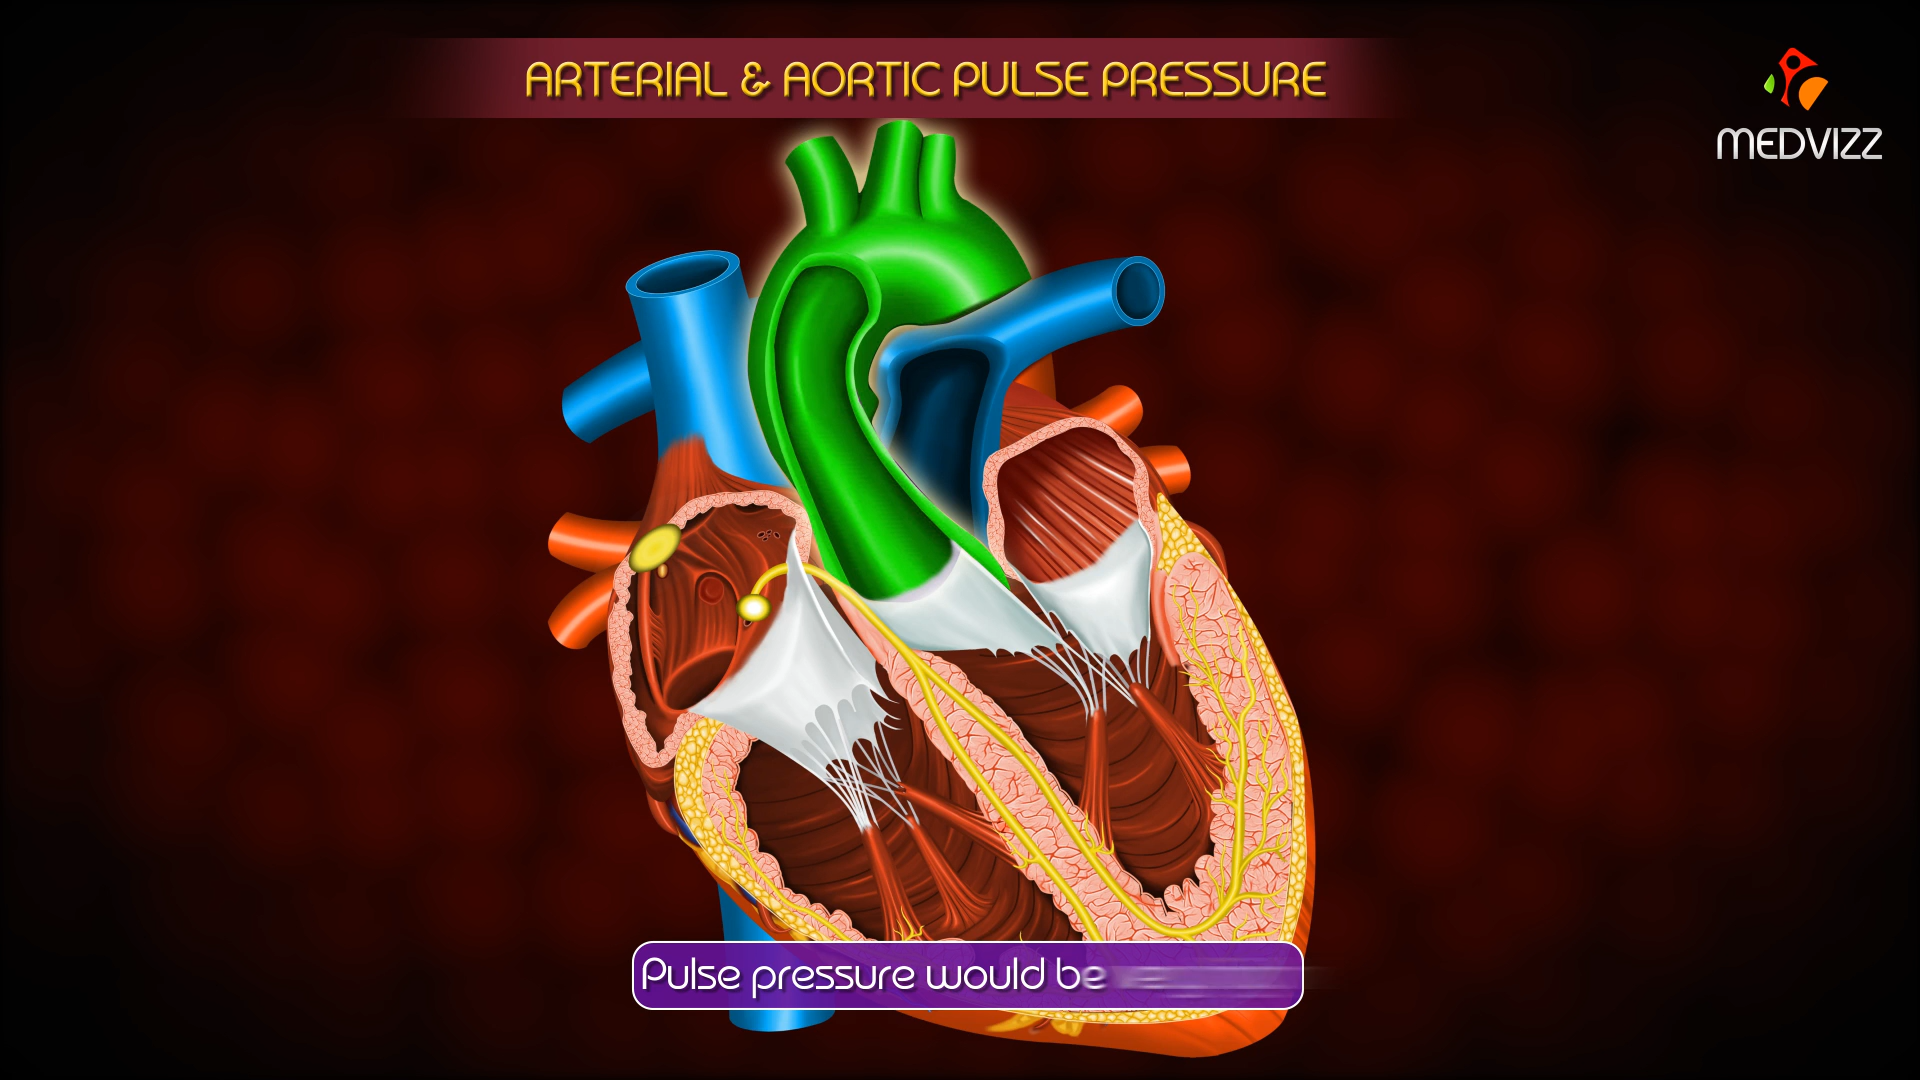 ARTERIAL & AORTIC PULSE PRESSURE
MEDVIZZ
Pulse pressure would be